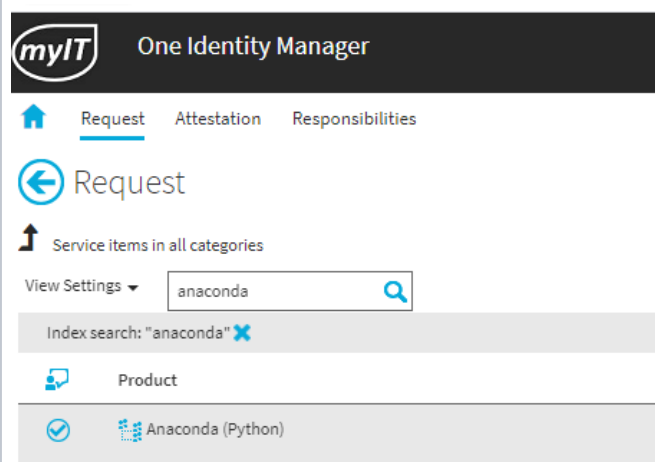 myIT One Identity Manager
Request Attestation Responsibilities
Request
Service items in all categories
View Settings anaconda
Index search: "anaconda"
Product
Anaconda (Python)